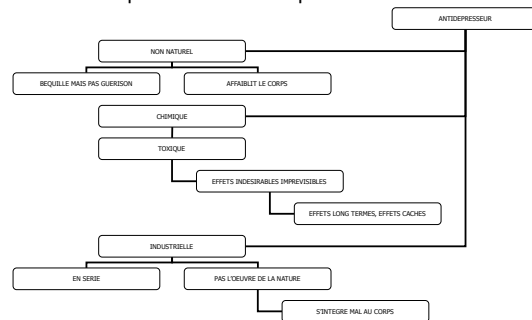 ANTIDEPRESSEUR
NON NATUREL
BEQUILLE MAIS PAS GUERISON
AFFAIBLIT LE CORPS
CHIMIQUE
TOXIQUE
EFFETS INDESIRABLES IMPREVISIBLES
EFFETS LONG TERMES, EFFETS CACHES
INDUSTRIELLE
EN SERIE
PAS L'OEUVRE DE LA NATURE
S'INTEGRE MAL AU CORPS